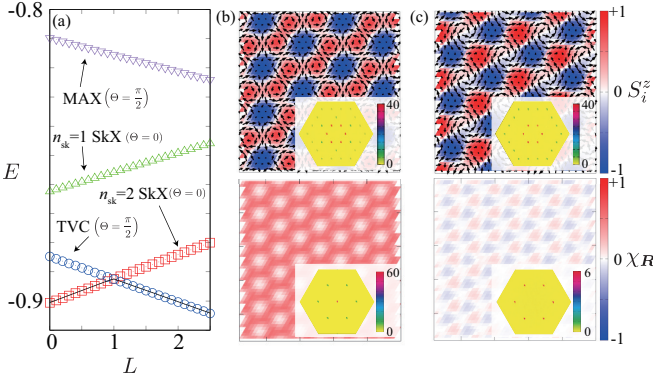 (a)
-0.8
MAX (Θ = π/2)
n_sk=1 SkX (Θ = 0)
E
n_sk=2 SkX (Θ = 0)
TVC (Θ = π/2)
-0.9
0 1 2
L
(b)
40
0
60
0
(c)
40
0
6
0
+1
0
-1
S_i^z
+1
0
-1
χ_R